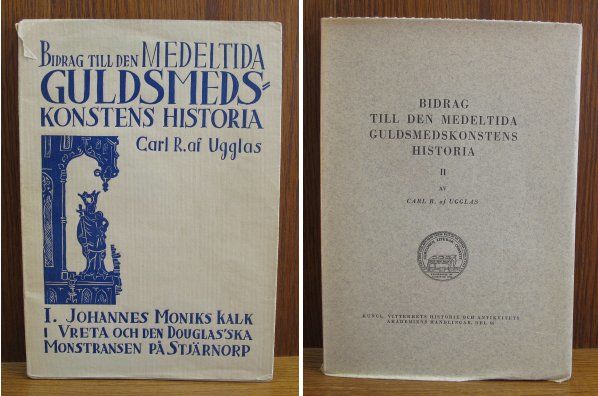 BIDRAG TILL DEN MEDELTIDA
GULDSMEDS=
KONSTENS HISTORIA
Carl R. af Ugglas
I. JOHANNES MONIKS KALK
I VRETA OCH DEN DOUGLAS'SKA
MONSTRANSEN PÅ STJÄRNORP
BIDRAG
TILL DEN MEDELTIDA
GULDSMEDSKONSTENS
HISTORIA
II
AV
CARL R. af UGGLAS
KUNGL. VITTERHETS HISTORIE OCH ANTIKVITETS
AKADEMIENS HANDLINGAR, DEL